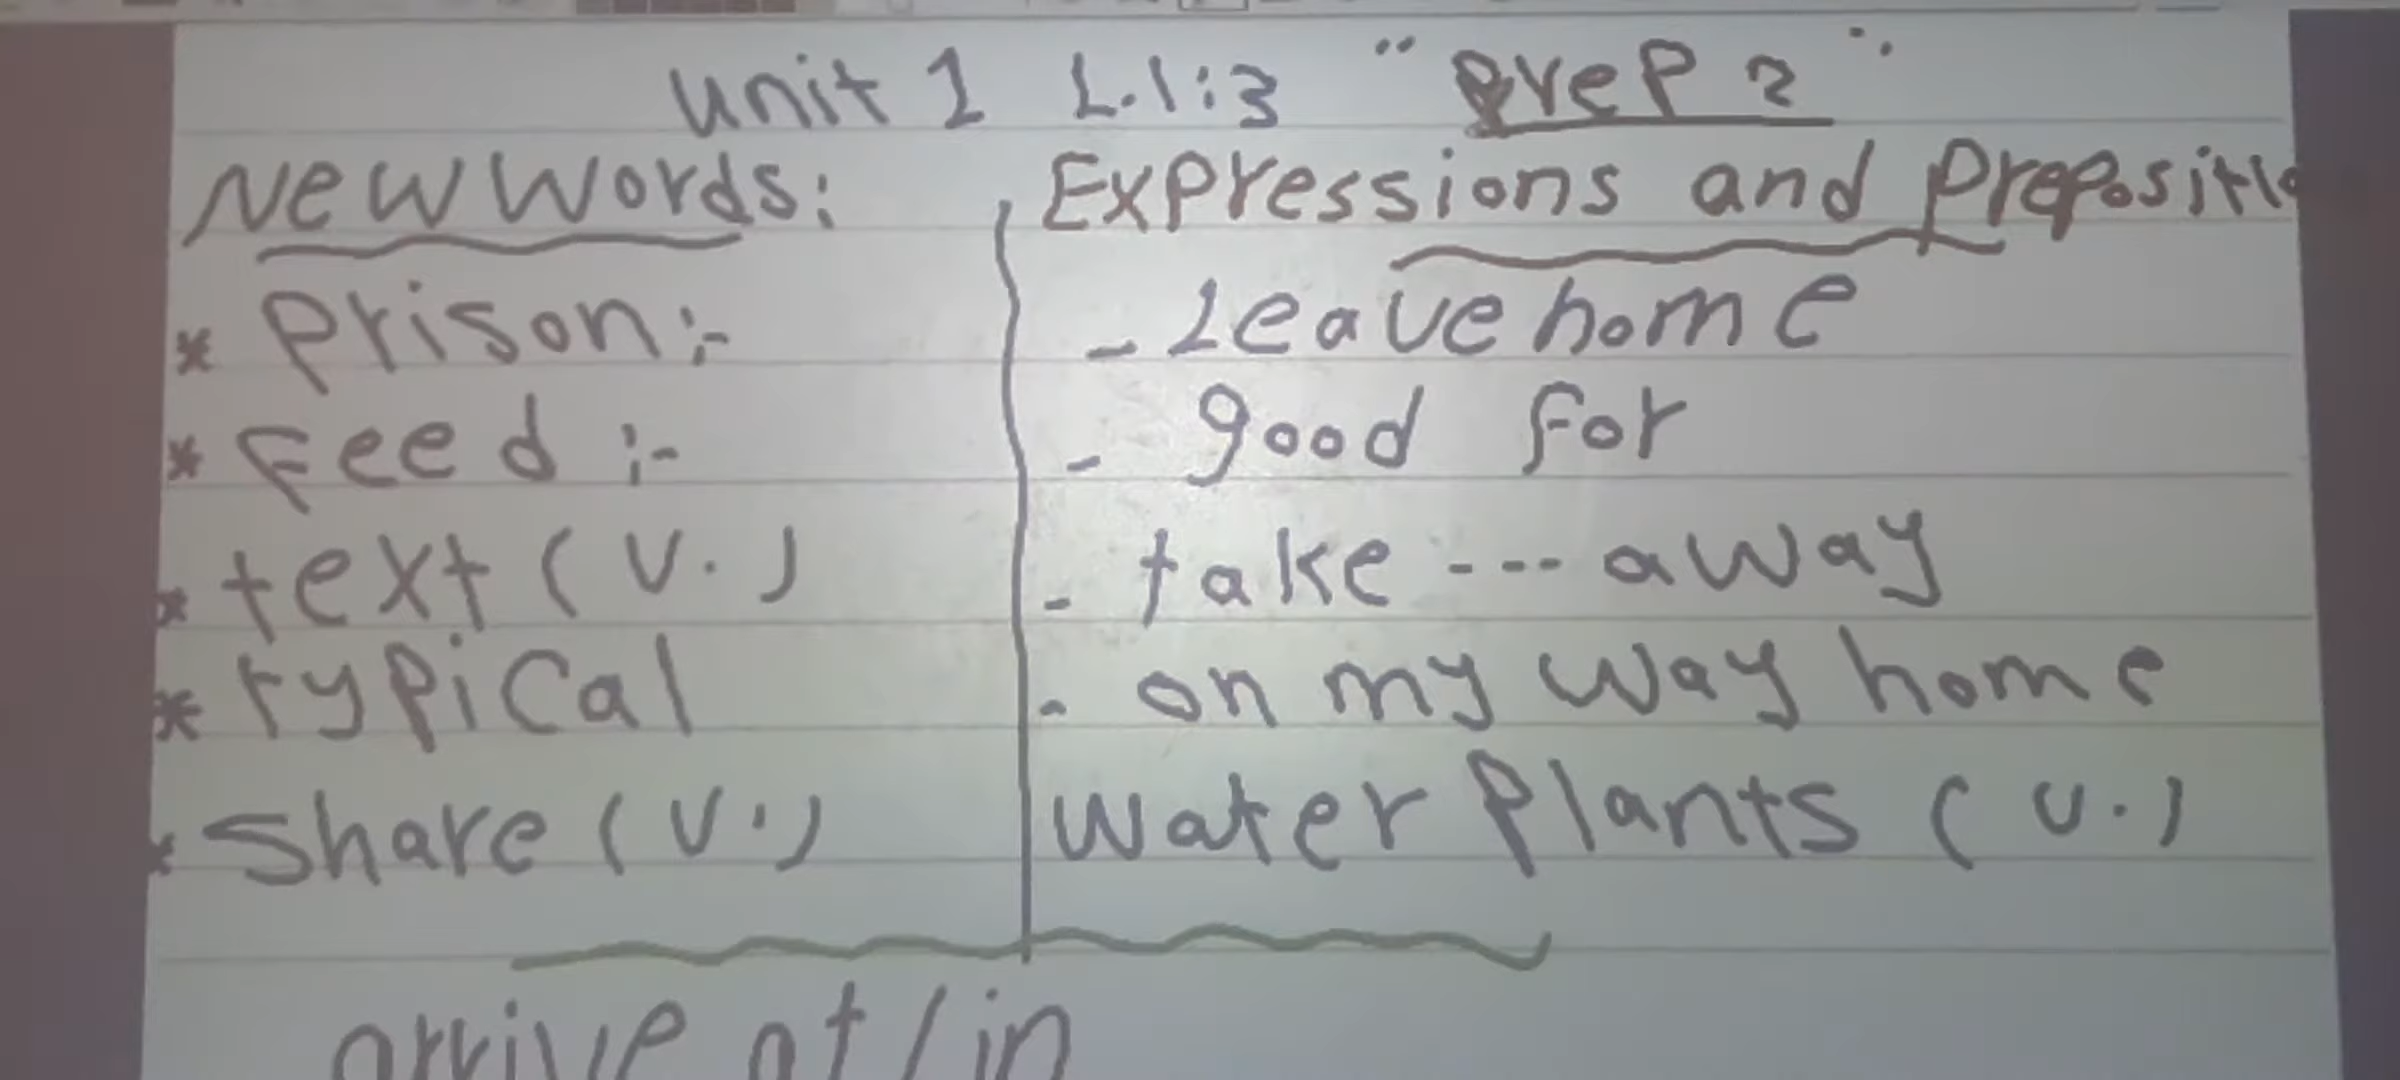 unit 1 L.1:3 "Prep 2"
New Words:
* Prison:-
* Feed :-
* text (v.)
* typical
* Share (v.)
Expressions and Prepositio
- Leave home
- good for
- take --- away
- on my way home
Water Plants (v.)
arrive at / in